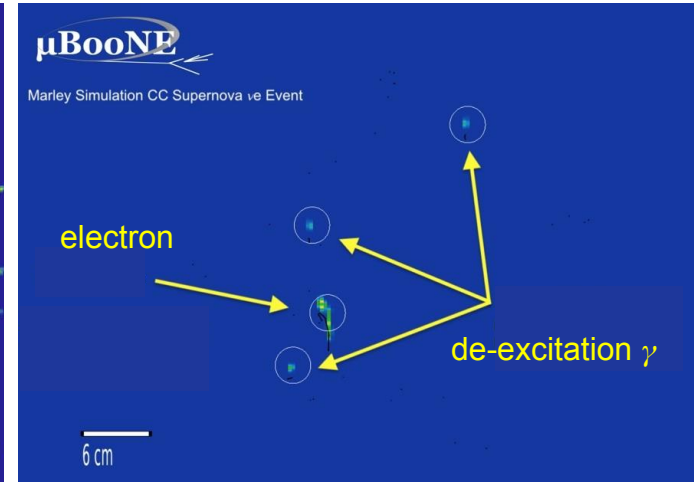 μBooNE
Marley Simulation CC Supernova νe Event
electron
de-excitation γ
6 cm